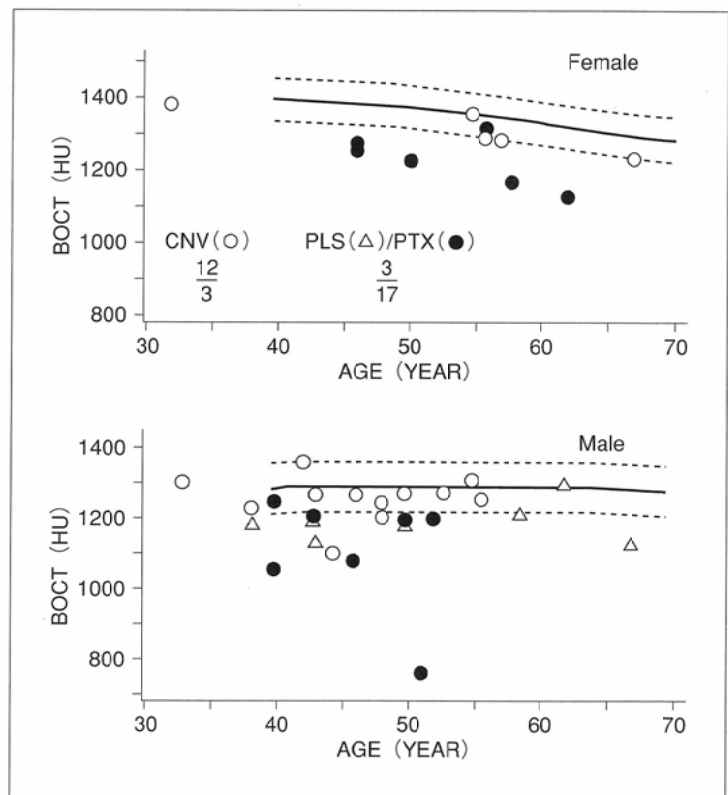 Female
BOCT (HU)
1400
1200
1000
800
CNV(○) PLS(△)/PTX(●)
12 3
3 17
30 40 50 60 70
AGE (YEAR)
Male
BOCT (HU)
1400
1200
1000
800
30 40 50 60 70
AGE (YEAR)